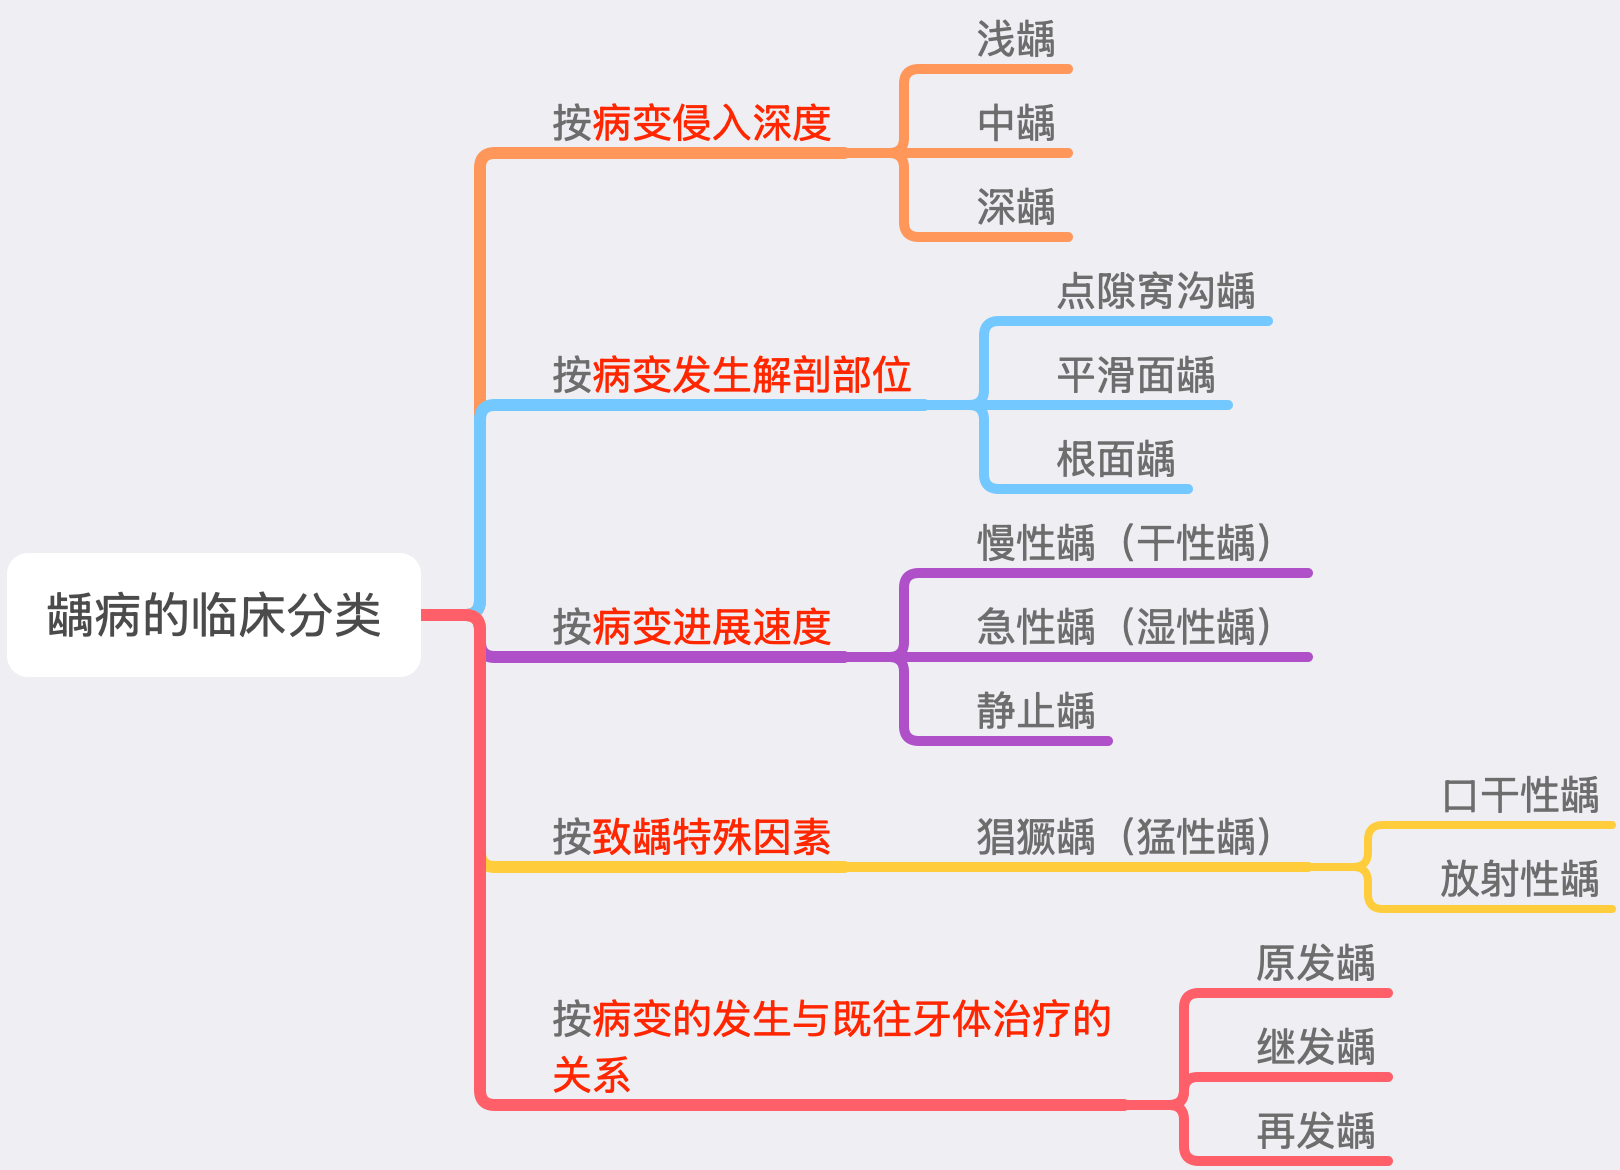 龋病的临床分类
按病变侵入深度
浅龋
中龋
深龋
按病变发生解剖部位
点隙窝沟龋
平滑面龋
根面龋
按病变进展速度
慢性龋（干性龋）
急性龋（湿性龋）
静止龋
按致龋特殊因素
猖獗龋（猛性龋）
口干性龋
放射性龋
按病变的发生与既往牙体治疗的
关系
原发龋
继发龋
再发龋